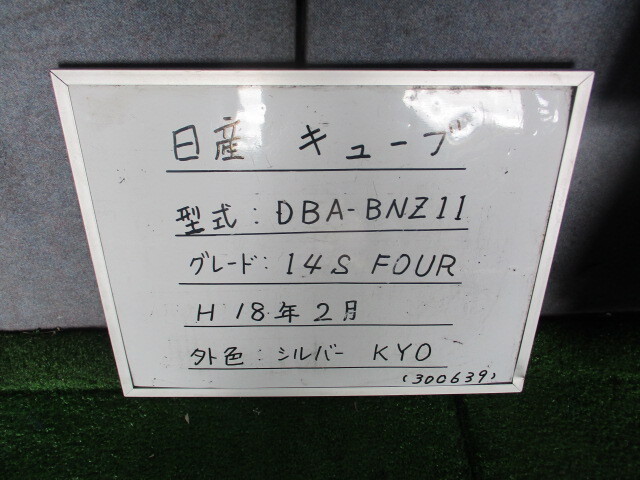 日産 キューブ
型式:DBA-BNZ11
グレード:14S FOUR
H 18年2月
外色:シルバー KYO
(300639)